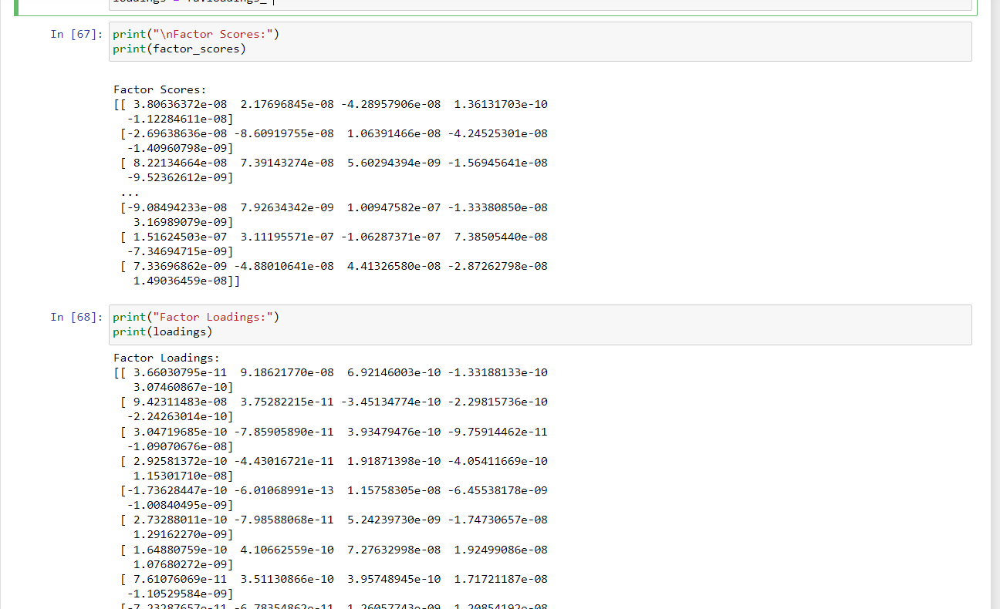 In [67]: print("\nFactor Scores:")
print(factor_scores)
Factor Scores:
[[ 3.80636372e-08  2.17696845e-08 -4.28957906e-08  1.36131703e-10
  -1.12284611e-08]
 [-2.69638636e-08 -8.60919755e-08  1.06391466e-08 -4.24525301e-08
  -1.40960798e-09]
 [ 8.22134664e-08  7.39143274e-08  5.60294394e-09 -1.56945641e-08
  -9.52362612e-09]
 ...
 [-9.08494233e-08  7.92634342e-09  1.00947582e-07 -1.33380850e-08
   3.16989079e-09]
 [ 1.51624503e-07  3.11195571e-07 -1.06287371e-07  7.38505440e-08
  -7.34694715e-09]
 [ 7.33696862e-09 -4.88010641e-08  4.41326580e-08 -2.87262798e-08
   1.49036459e-08]]
In [68]: print("Factor Loadings:")
print(loadings)
Factor Loadings:
[[ 3.66030795e-11  9.18621770e-08  6.92146003e-10 -1.33188133e-10
   3.07460867e-10]
 [ 9.42311483e-08  3.75282215e-11 -3.45134774e-10 -2.29815736e-10
  -2.24263014e-10]
 [ 3.04719685e-10 -7.85905890e-11  3.93479476e-10 -9.75914462e-11
  -1.09070676e-08]
 [ 2.92581372e-10 -4.43016721e-11  1.91871398e-10 -4.05411669e-10
   1.15301710e-08]
 [-1.73628447e-10 -6.01068991e-13  1.15758305e-08 -6.45538178e-09
  -1.00840495e-09]
 [ 2.73288011e-10 -7.98588068e-11  5.24239730e-09 -1.74730657e-08
   1.29162270e-09]
 [ 1.64880759e-10  4.10662559e-10  7.27632998e-08  1.92499086e-08
   1.07680272e-09]
 [ 7.61076069e-11  3.51130866e-10  3.95748945e-10  1.71721187e-08
  -1.10529584e-09]